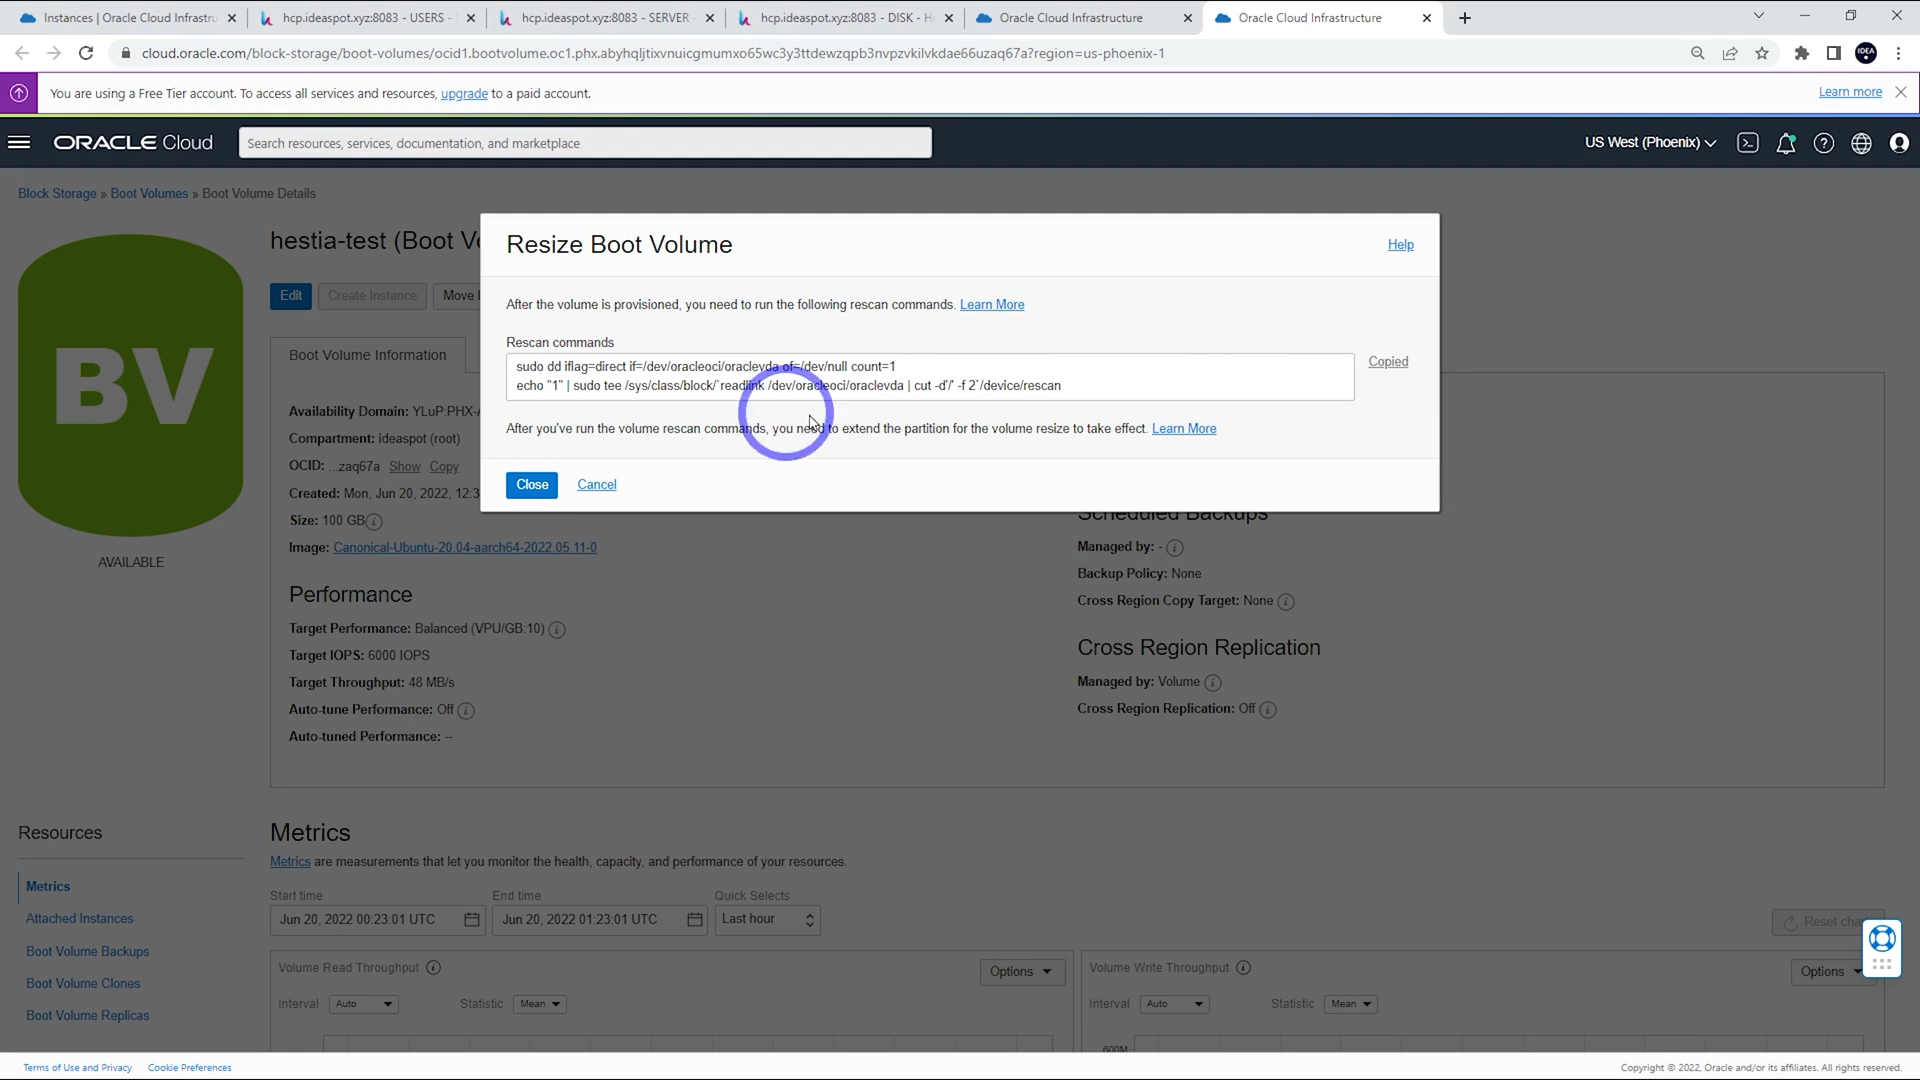 Instances | Oracle Cloud Infrastru
hcp.ideaspot.xyz:8083 - USERS -
hcp.ideaspot.xyz:8083 - SERVER
hcp.ideaspot.xyz:8083 - DISK - H
Oracle Cloud Infrastructure
Oracle Cloud Infrastructure
cloud.oracle.com/block-storage/boot-volumes/ocid1.bootvolume.oc1.phx.abyhqljtixvnuicgmumxo65wc3y3ttdewzqpb3nvpzvkilvkdae66uzaq67a?region=us-phoenix-1
IDEA
You are using a Free Tier account. To access all services and resources, upgrade to a paid account.
Learn more
ORACLE Cloud
Search resources, services, documentation, and marketplace
US West (Phoenix)
Block Storage » Boot Volumes » Boot Volume Details
BV
AVAILABLE
hestia-test (Boot V
Edit
Create Instance
Move
Boot Volume Information
Availability Domain: YLuP:PHX-A
Compartment: ideaspot (root)
OCID: ...zaq67a Show Copy
Created: Mon, Jun 20, 2022, 12:3
Size: 100 GB
Image: Canonical-Ubuntu-20.04-aarch64-2022.05.11-0
Performance
Target Performance: Balanced (VPU/GB:10)
Target IOPS: 6000 IOPS
Target Throughput: 48 MB/s
Auto-tune Performance: Off
Auto-tuned Performance: --
Resize Boot Volume
Help
After the volume is provisioned, you need to run the following rescan commands. Learn More
Rescan commands
sudo dd iflag=direct if=/dev/oracleoci/oraclevda of=/dev/null count=1
echo "1" | sudo tee /sys/class/block/`readlink /dev/oracleoci/oraclevda | cut -d'/' -f 2`/device/rescan
Copied
After you've run the volume rescan commands, you need to extend the partition for the volume resize to take effect. Learn More
Close
Cancel
Scheduled Backups
Managed by: -
Backup Policy: None
Cross Region Copy Target: None
Cross Region Replication
Managed by: Volume
Cross Region Replication: Off
Resources
Metrics
Attached Instances
Boot Volume Backups
Boot Volume Clones
Boot Volume Replicas
Metrics
Metrics are measurements that let you monitor the health, capacity, and performance of your resources.
Start time
End time
Quick Selects
Jun 20, 2022 00:23:01 UTC
Jun 20, 2022 01:23:01 UTC
Last hour
Reset cha
Volume Read Throughput
Options
Interval Auto
Statistic Mean
Volume Write Throughput
Options
Interval Auto
Statistic Mean
600M
Terms of Use and Privacy
Cookie Preferences
Copyright © 2022, Oracle and/or its affiliates. All rights reserved.